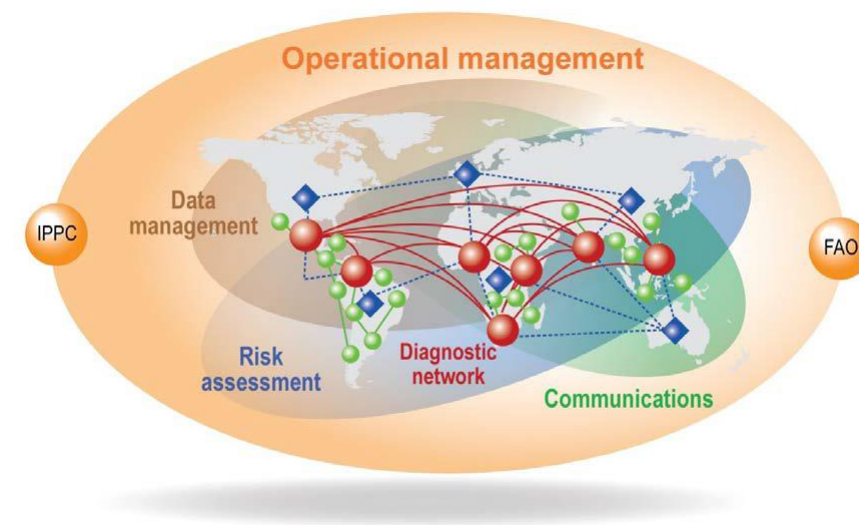 Operational management
Data
management
IPPC
FAO
Risk
assessment
Diagnostic
network
Communications